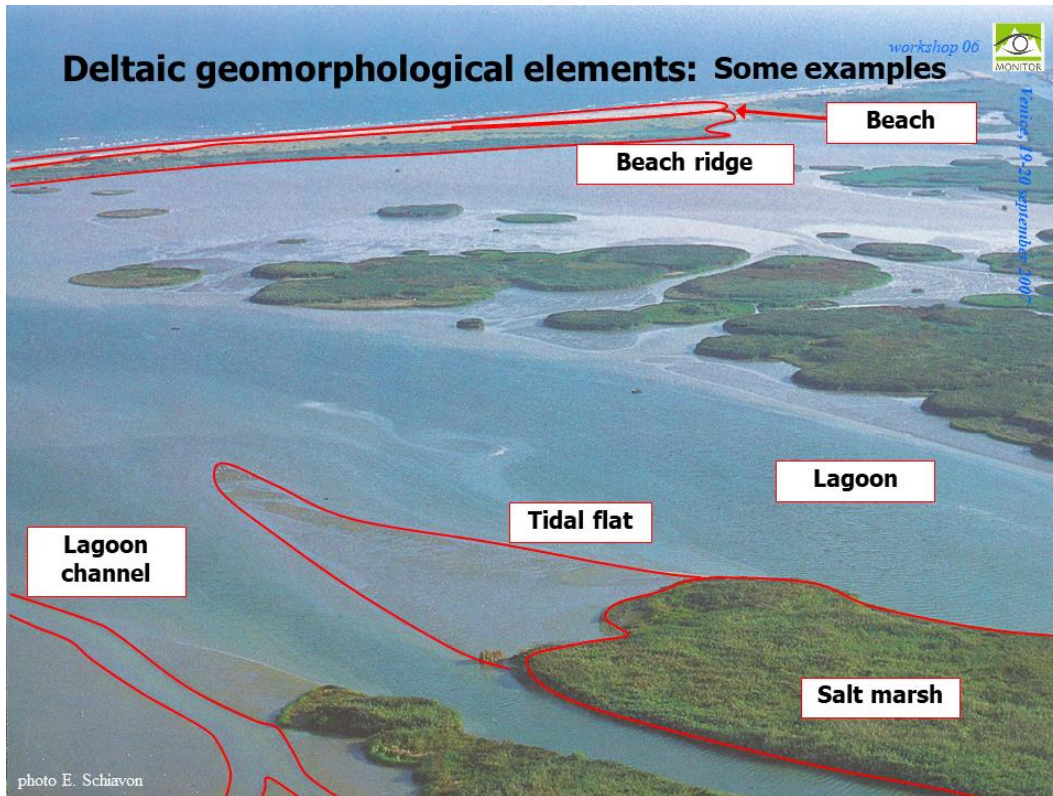 workshop 06
MONITOR
Deltaic geomorphological elements: Some examples
Venice, 19-20 september 2007
Beach
Beach ridge
Lagoon
Tidal flat
Lagoon
channel
Salt marsh
photo E. Schiavon